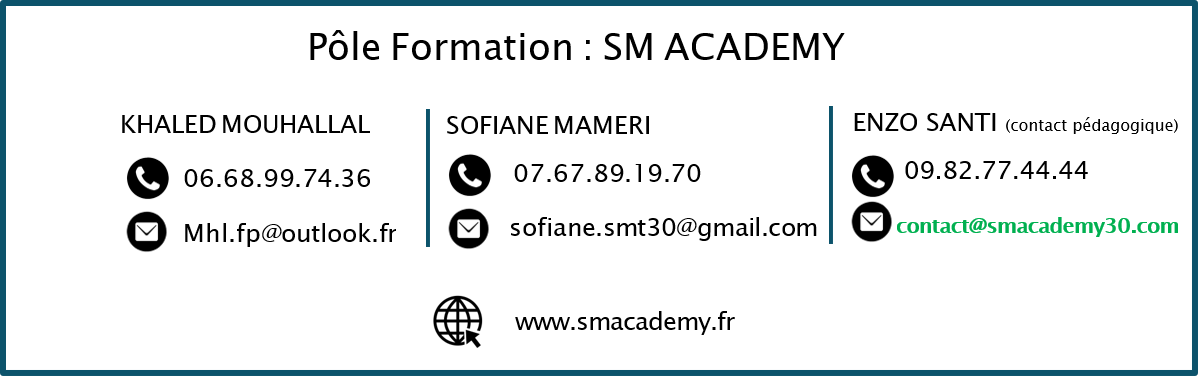 Pôle Formation : SM ACADEMY
KHALED MOUHALLAL
06.68.99.74.36
Mhl.fp@outlook.fr
SOFIANE MAMERI
07.67.89.19.70
sofiane.smt30@gmail.com
ENZO SANTI (contact pédagogique)
09.82.77.44.44
contact@smacademy30.com
www.smacademy.fr